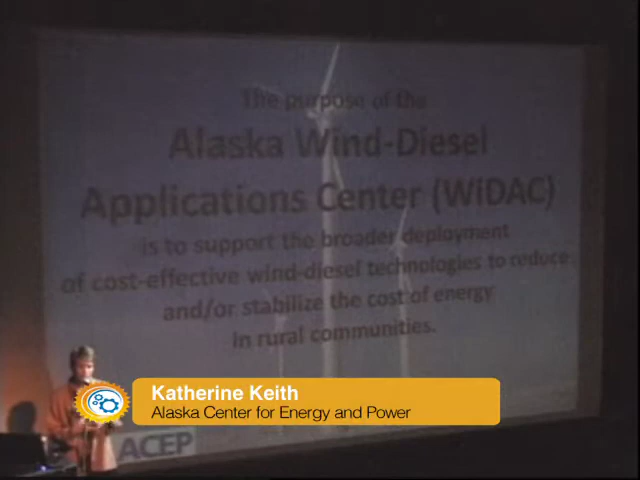 The purpose of the
Alaska Wind-Diesel
Applications Center (WiDAC)
is to support the broader deployment
of cost-effective wind-diesel technologies to reduce
and/or stabilize the cost of energy
in rural communities.
Katherine Keith
Alaska Center for Energy and Power
ACEP